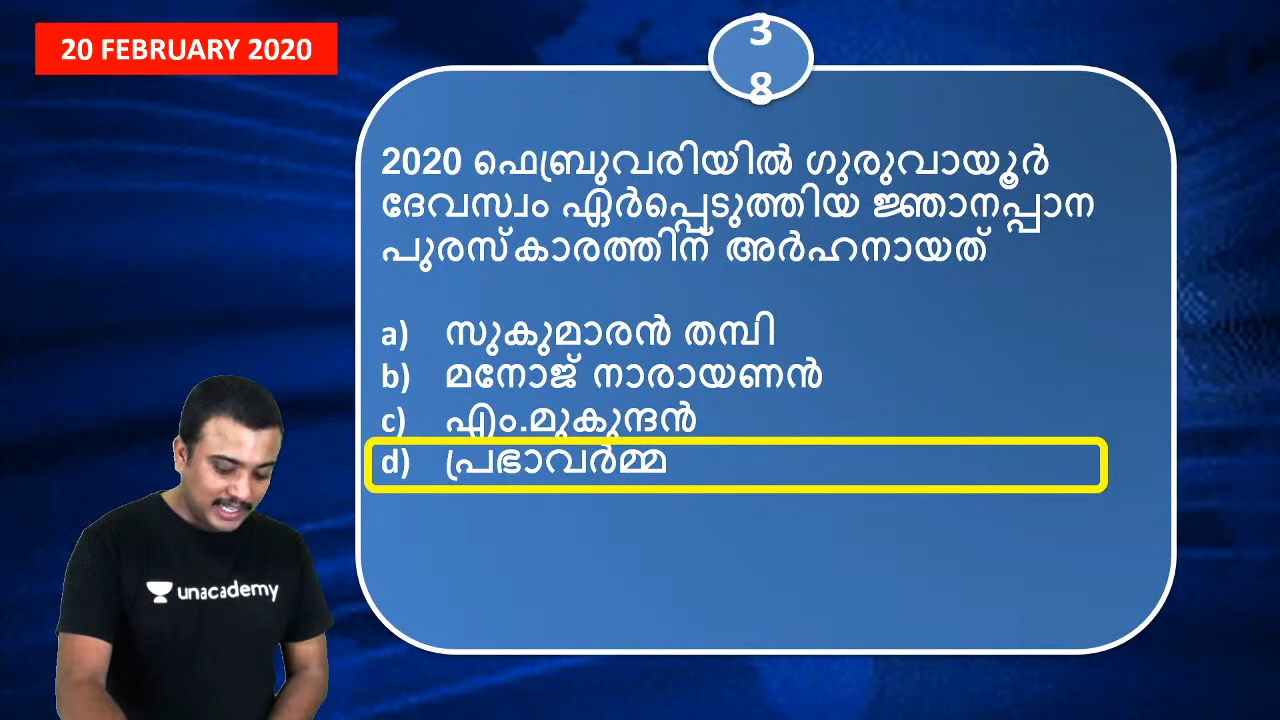 20 FEBRUARY 2020
3
8
2020 ഫെബ്രുവരിയിൽ ഗുരുവായൂർ
ദേവസ്വം ഏർപ്പെടുത്തിയ ജ്ഞാനപ്പാന
പുരസ്കാരത്തിന് അർഹനായത്
a) സുകുമാരൻ തമ്പി
b) മനോജ് നാരായണൻ
c) എം.മുകുന്ദൻ
d) പ്രഭാവർമ്മ
unacademy